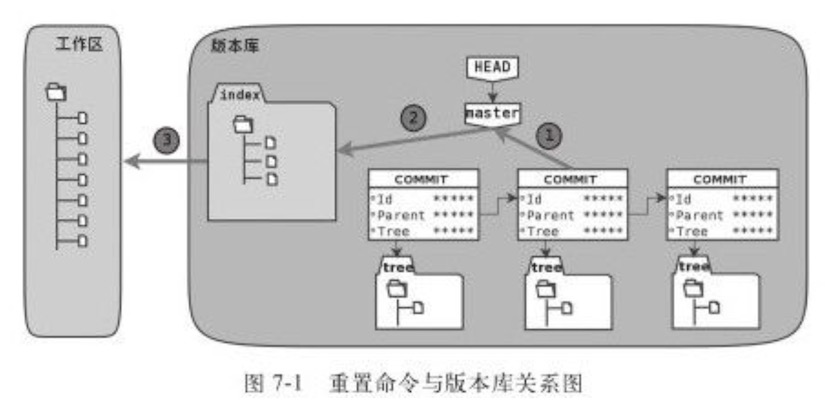 工作区
版本库
HEAD
index
master
①
②
③
COMMIT
Id *****
Parent *****
Tree *****
COMMIT
Id *****
Parent *****
Tree *****
COMMIT
Id *****
Parent *****
Tree *****
tree
tree
tree
图 7-1 重置命令与版本库关系图